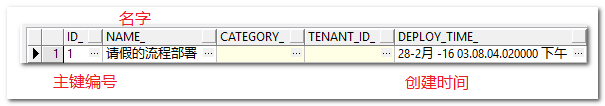 名字
ID_ NAME_ CATEGORY_ TENANT_ID_ DEPLOY_TIME_
1 1 ··· 请假的流程部署 ··· ··· ··· 28-2月 -16 03.08.04.020000 下午 ···
主键编号 创建时间